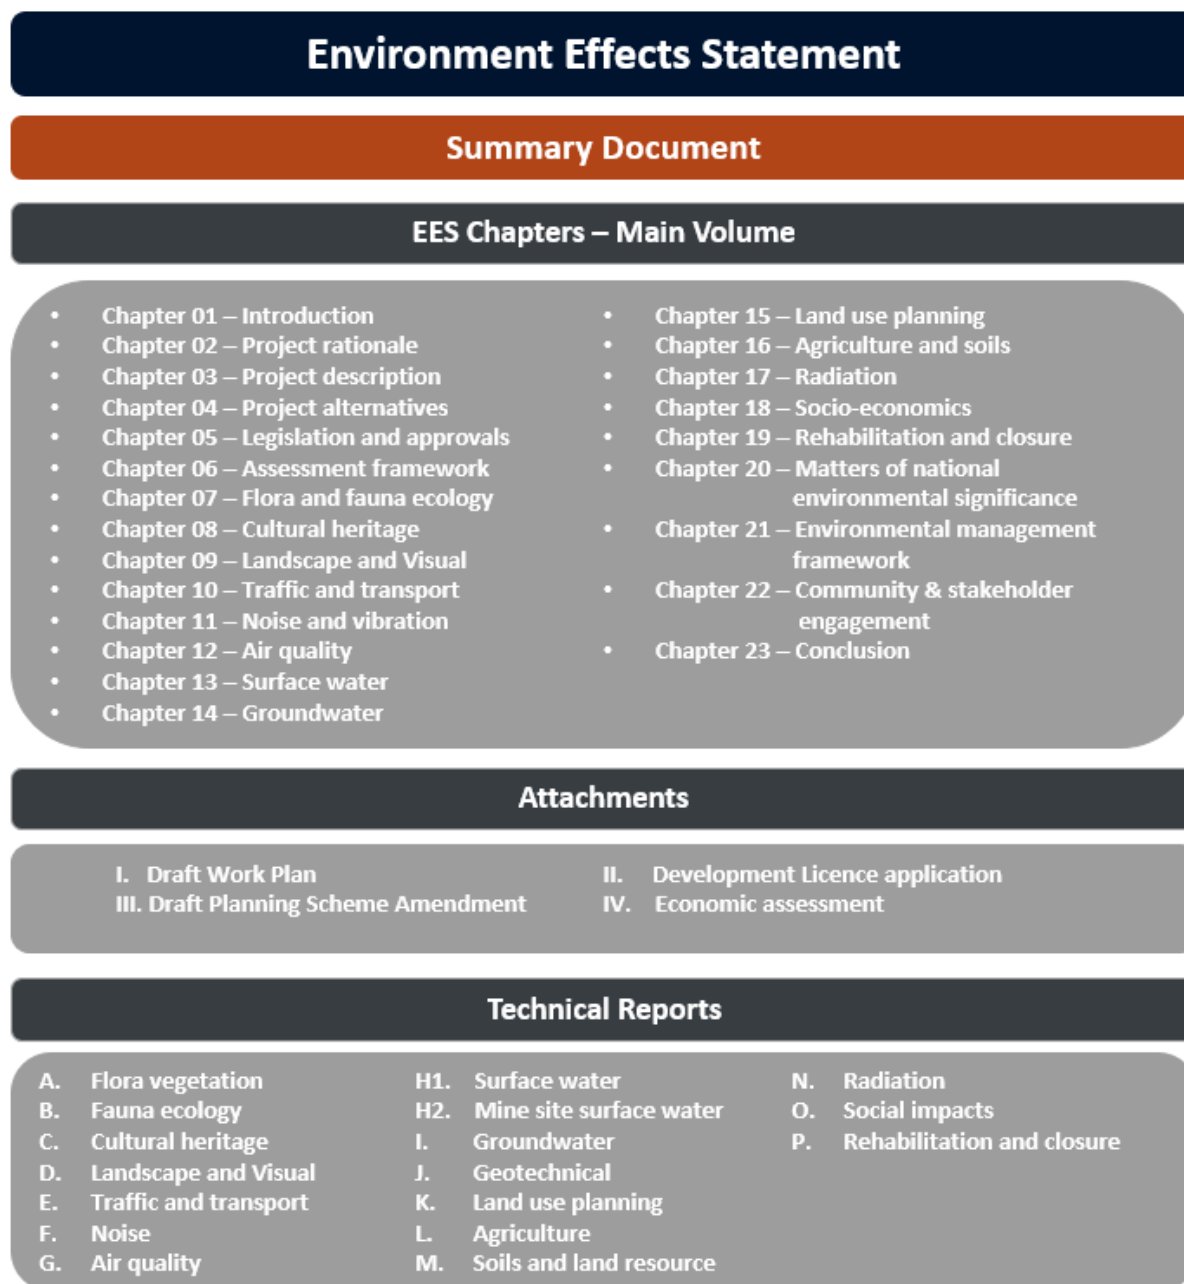 Environment Effects Statement
Summary Document
EES Chapters – Main Volume
• Chapter 01 – Introduction
• Chapter 02 – Project rationale
• Chapter 03 – Project description
• Chapter 04 – Project alternatives
• Chapter 05 – Legislation and approvals
• Chapter 06 – Assessment framework
• Chapter 07 – Flora and fauna ecology
• Chapter 08 – Cultural heritage
• Chapter 09 – Landscape and Visual
• Chapter 10 – Traffic and transport
• Chapter 11 – Noise and vibration
• Chapter 12 – Air quality
• Chapter 13 – Surface water
• Chapter 14 – Groundwater
• Chapter 15 – Land use planning
• Chapter 16 – Agriculture and soils
• Chapter 17 – Radiation
• Chapter 18 – Socio-economics
• Chapter 19 – Rehabilitation and closure
• Chapter 20 – Matters of national
environmental significance
• Chapter 21 – Environmental management
framework
• Chapter 22 – Community & stakeholder
engagement
• Chapter 23 – Conclusion
Attachments
I. Draft Work Plan
II. Development Licence application
III. Draft Planning Scheme Amendment
IV. Economic assessment
Technical Reports
A. Flora vegetation
B. Fauna ecology
C. Cultural heritage
D. Landscape and Visual
E. Traffic and transport
F. Noise
G. Air quality
H1. Surface water
H2. Mine site surface water
I. Groundwater
J. Geotechnical
K. Land use planning
L. Agriculture
M. Soils and land resource
N. Radiation
O. Social impacts
P. Rehabilitation and closure